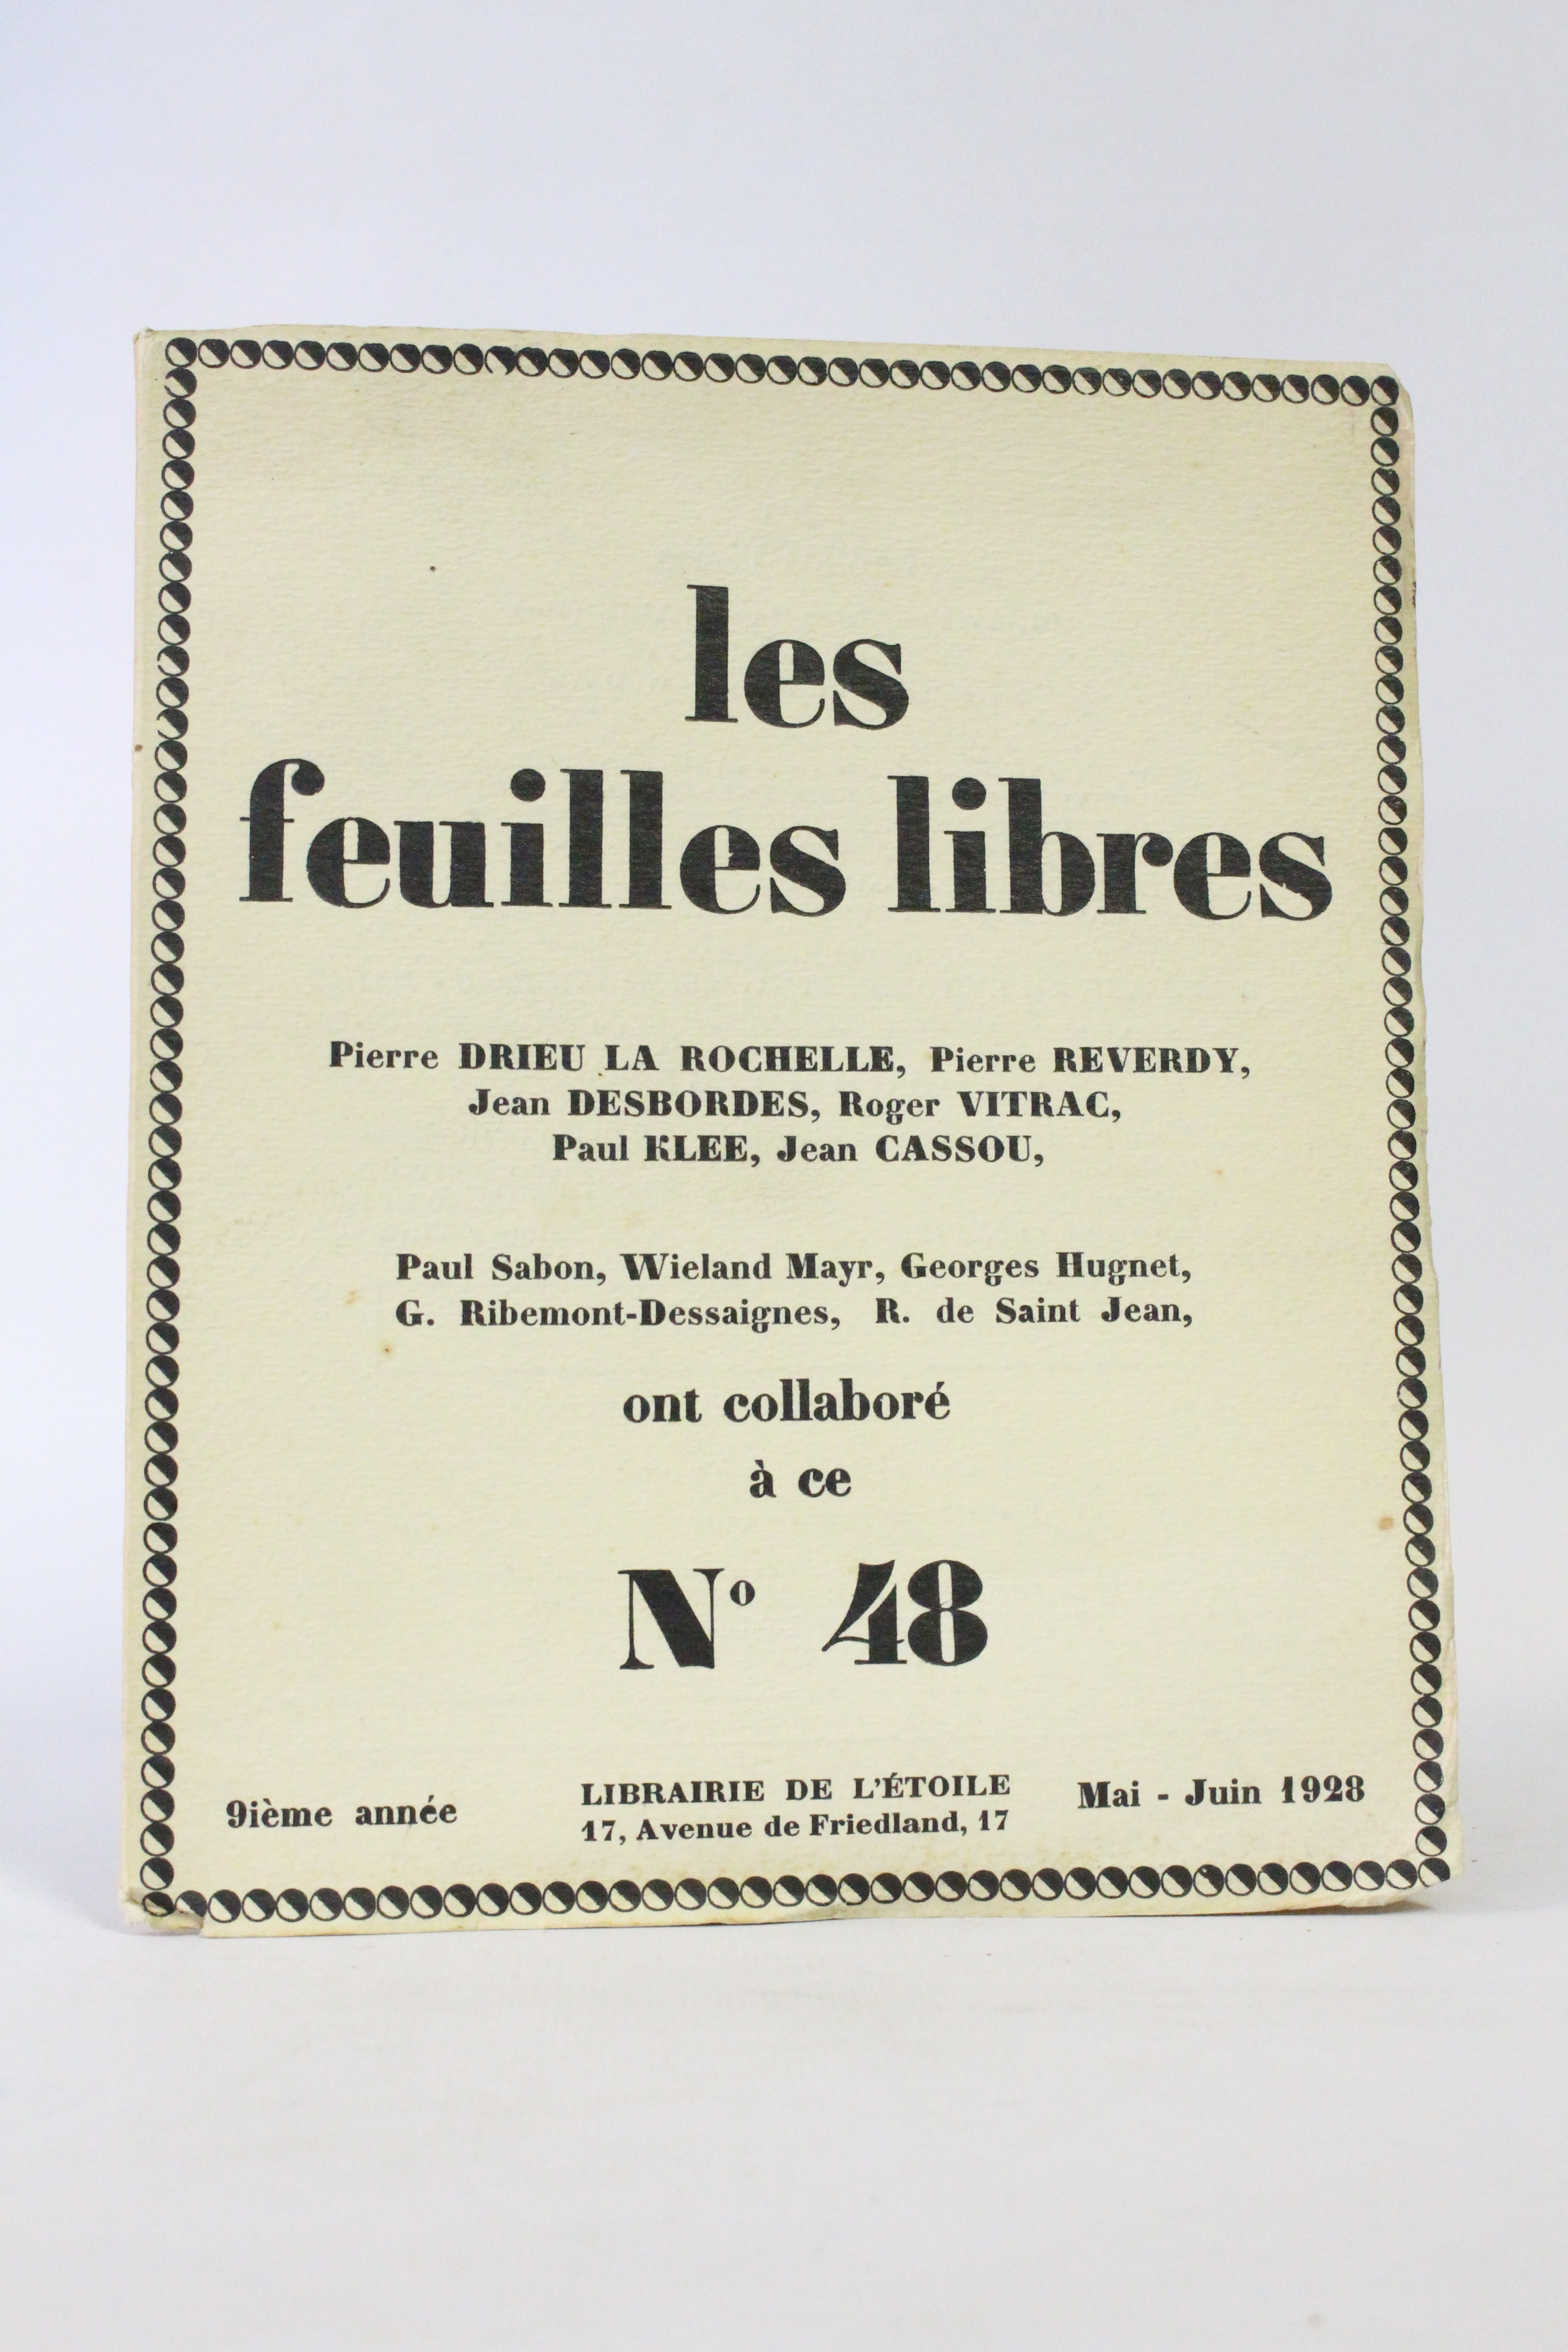 les
feuilles libres
Pierre DRIEU LA ROCHELLE, Pierre REVERDY,
Jean DESBORDES, Roger VITRAC,
Paul KLEE, Jean CASSOU,
Paul Sabon, Wieland Mayr, Georges Hugnet,
G. Ribemont-Dessaignes, R. de Saint Jean,
ont collaboré
à ce
Nº 48
9ième année
LIBRAIRIE DE L'ÉTOILE
17, Avenue de Friedland, 17
Mai - Juin 1928